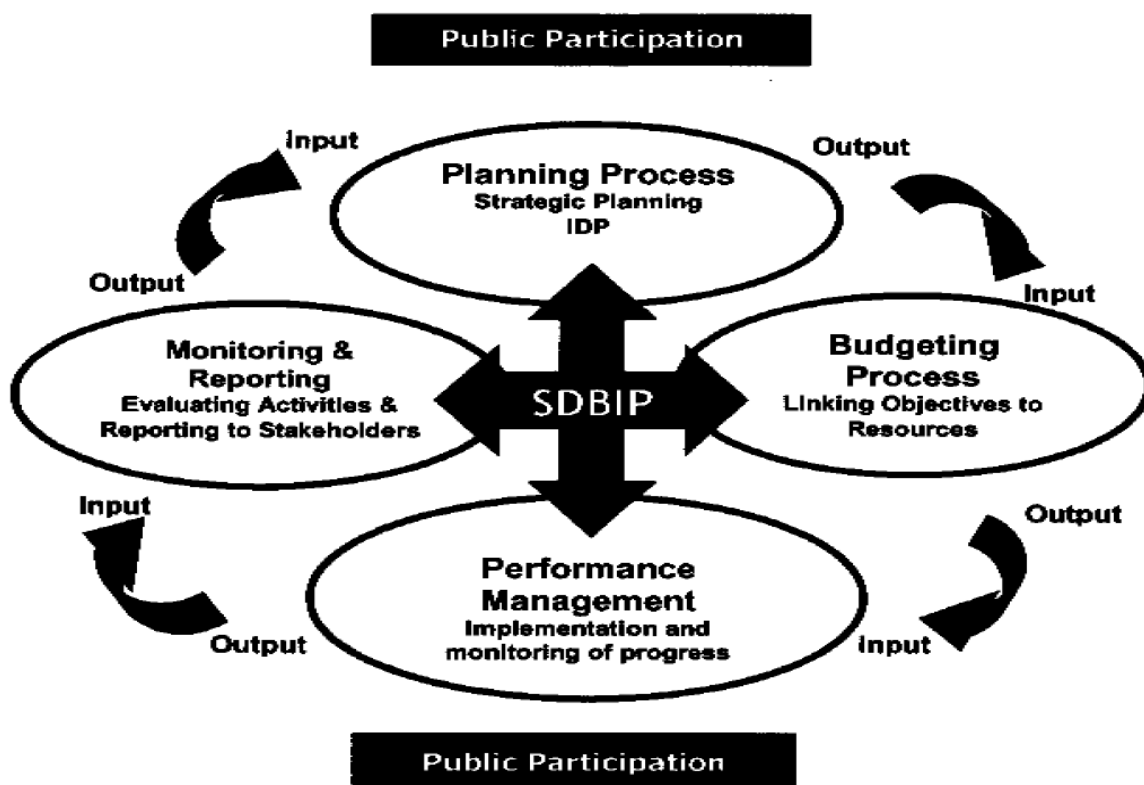 Public Participation
Input
Output
Planning Process
Strategic Planning
IDP
Output
Input
Monitoring &
Reporting
Evaluating Activities &
Reporting to Stakeholders
SDBIP
Budgeting
Process
Linking Objectives to
Resources
Input
Output
Performance
Management
Implementation and
monitoring of progress
Output
Input
Public Participation